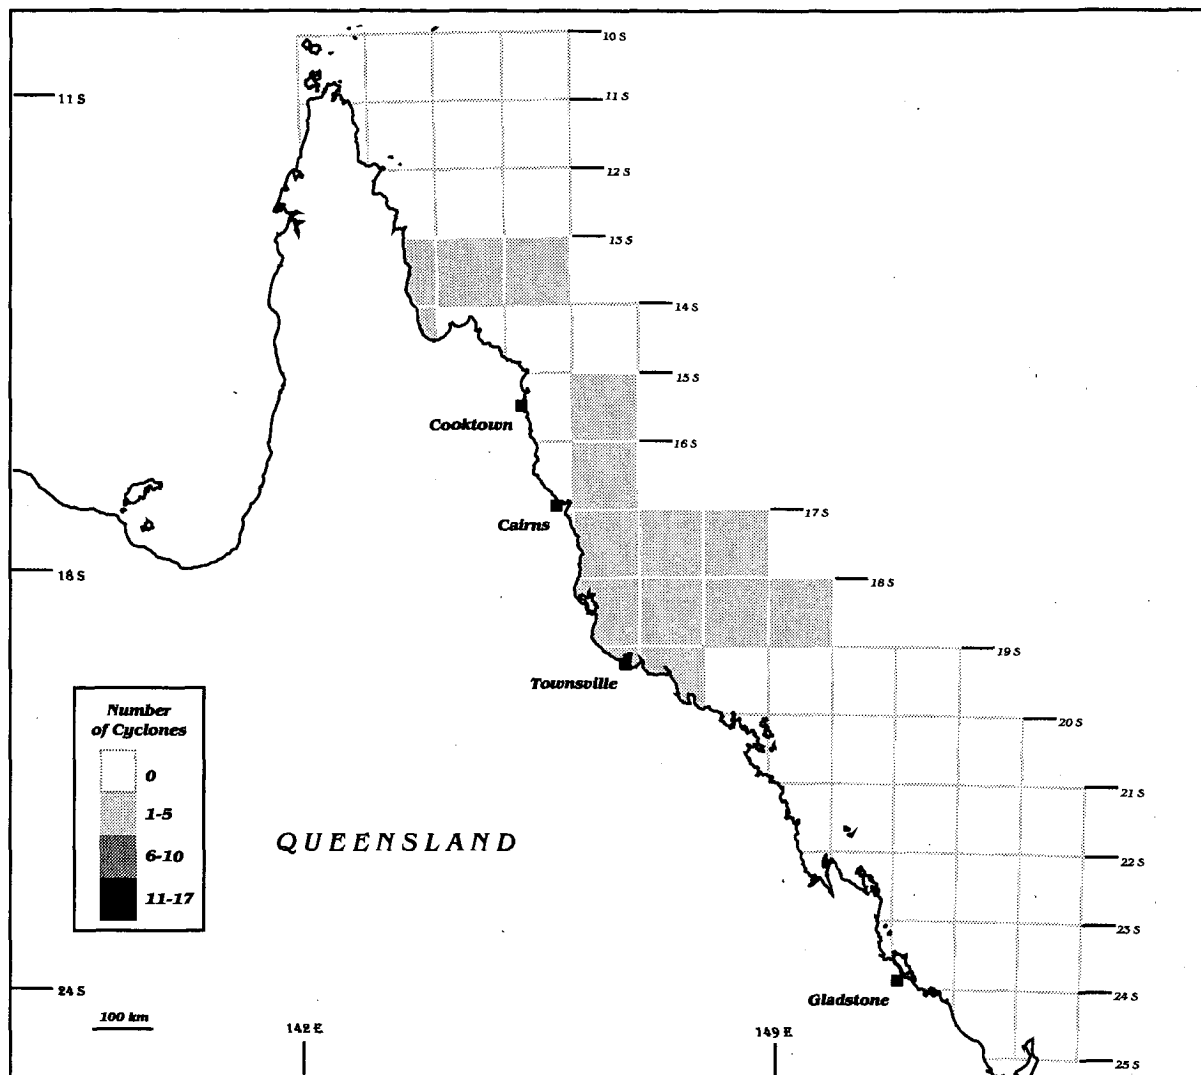 10 S
11 S
11 S
12 S
13 S
14 S
15 S
Cooktown
16 S
Cairns
17 S
18 S
18 S
19 S
Townsville
20 S
Number
of Cyclones
0
1-5
6-10
11-17
21 S
QUEENSLAND
22 S
23 S
24 S
Gladstone
24 S
100 km
142 E
149 E
25 S